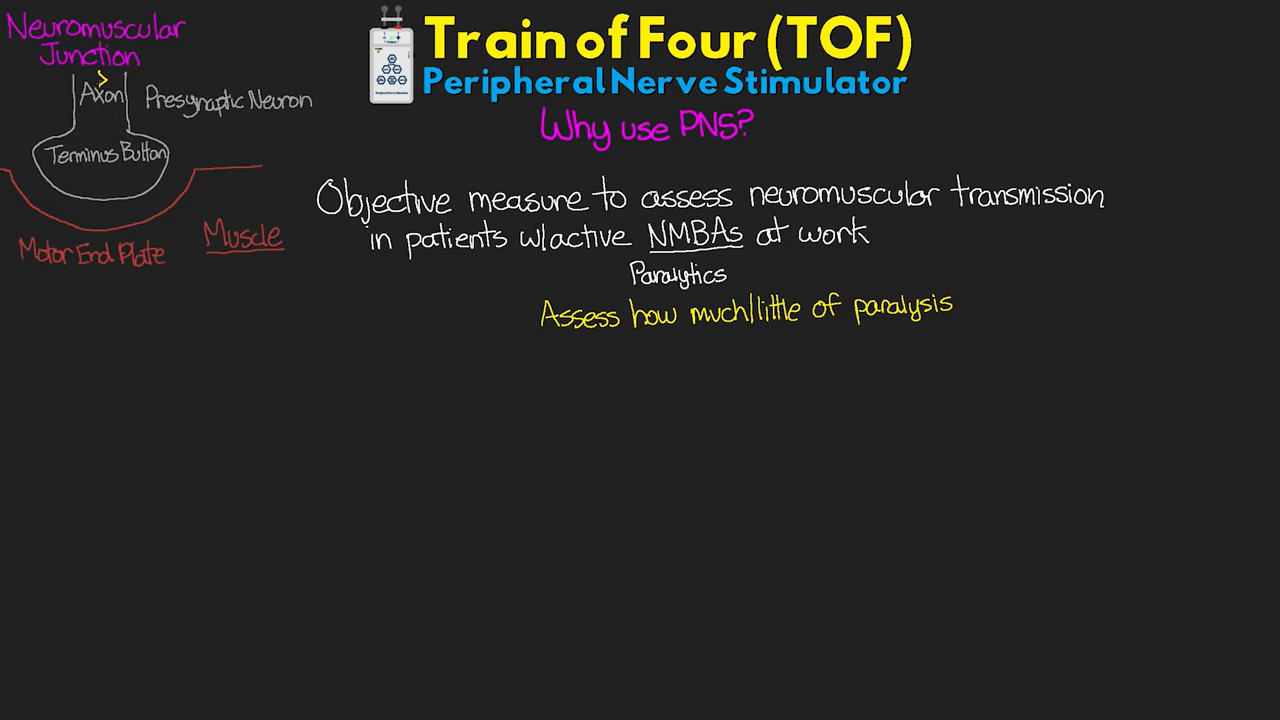 Neuromuscular
Junction
Axon
Presynaptic Neuron
Terminus Button
Motor End Plate
Muscle
Train of Four (TOF)
Peripheral Nerve Stimulator
Why use PNS?
Objective measure to assess neuromuscular transmission
in patients w/active NMBAs at work
Paralytics
Assess how much/little of paralysis